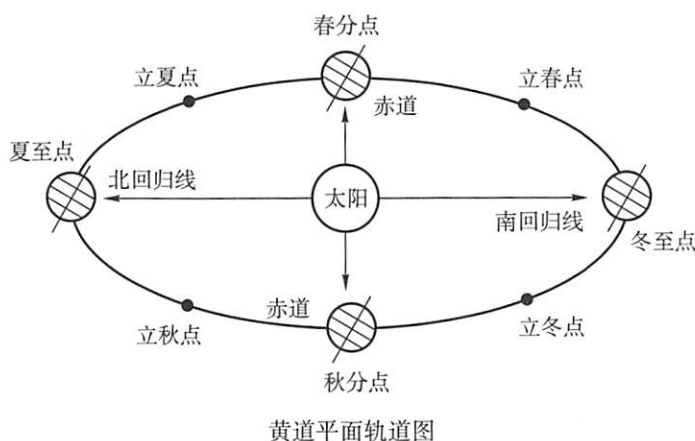 春分点
立夏点
立春点
赤道
夏至点
北回归线
太阳
南回归线
冬至点
赤道
立秋点
立冬点
秋分点
黄道平面轨道图